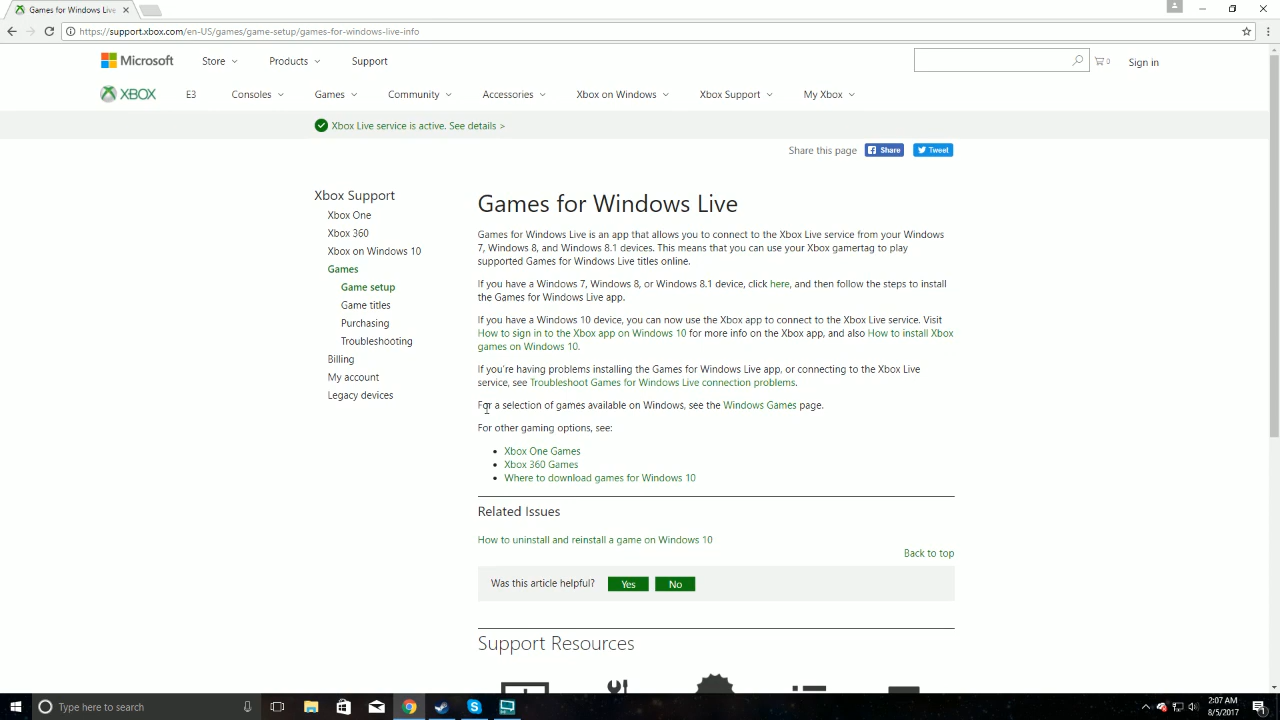 Games for Windows Live
https://support.xbox.com/en-US/games/game-setup/games-for-windows-live-info
Microsoft Store Products Support 0 Sign in
XBOX E3 Consoles Games Community Accessories Xbox on Windows Xbox Support My Xbox
Xbox Live service is active. See details >
Share this page Share Tweet
Xbox Support
Xbox One
Xbox 360
Xbox on Windows 10
Games
Game setup
Game titles
Purchasing
Troubleshooting
Billing
My account
Legacy devices
Games for Windows Live
Games for Windows Live is an app that allows you to connect to the Xbox Live service from your Windows
7, Windows 8, and Windows 8.1 devices. This means that you can use your Xbox gamertag to play
supported Games for Windows Live titles online.
If you have a Windows 7, Windows 8, or Windows 8.1 device, click here, and then follow the steps to install
the Games for Windows Live app.
If you have a Windows 10 device, you can now use the Xbox app to connect to the Xbox Live service. Visit
How to sign in to the Xbox app on Windows 10 for more info on the Xbox app, and also How to install Xbox
games on Windows 10.
If you're having problems installing the Games for Windows Live app, or connecting to the Xbox Live
service, see Troubleshoot Games for Windows Live connection problems.
For a selection of games available on Windows, see the Windows Games page.
For other gaming options, see:
• Xbox One Games
• Xbox 360 Games
• Where to download games for Windows 10
Related Issues
How to uninstall and reinstall a game on Windows 10
Back to top
Was this article helpful? Yes No
Support Resources
Type here to search
2:07 AM
8/5/2017